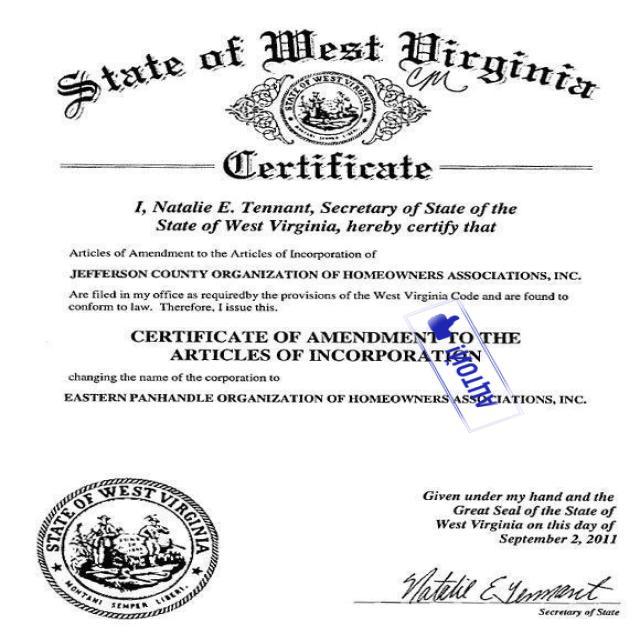 State of West Virginia
CM
STATE OF WEST VIRGINIA
MONTANI SEMPER LIBERI
Certificate
I, Natalie E. Tennant, Secretary of State of the
State of West Virginia, hereby certify that
Articles of Amendment to the Articles of Incorporation of
JEFFERSON COUNTY ORGANIZATION OF HOMEOWNERS ASSOCIATIONS, INC.
Are filed in my office as requiredby the provisions of the West Virginia Code and are found to
conform to law. Therefore, I issue this.
CERTIFICATE OF AMENDMENT TO THE
ARTICLES OF INCORPORATION
changing the name of the corporation to
EASTERN PANHANDLE ORGANIZATION OF HOMEOWNERS ASSOCIATIONS, INC.
STATE OF WEST VIRGINIA
MONTANI SEMPER LIBERI
Given under my hand and the
Great Seal of the State of
West Virginia on this day of
September 2, 2011
Natalie E Tennant
Secretary of State